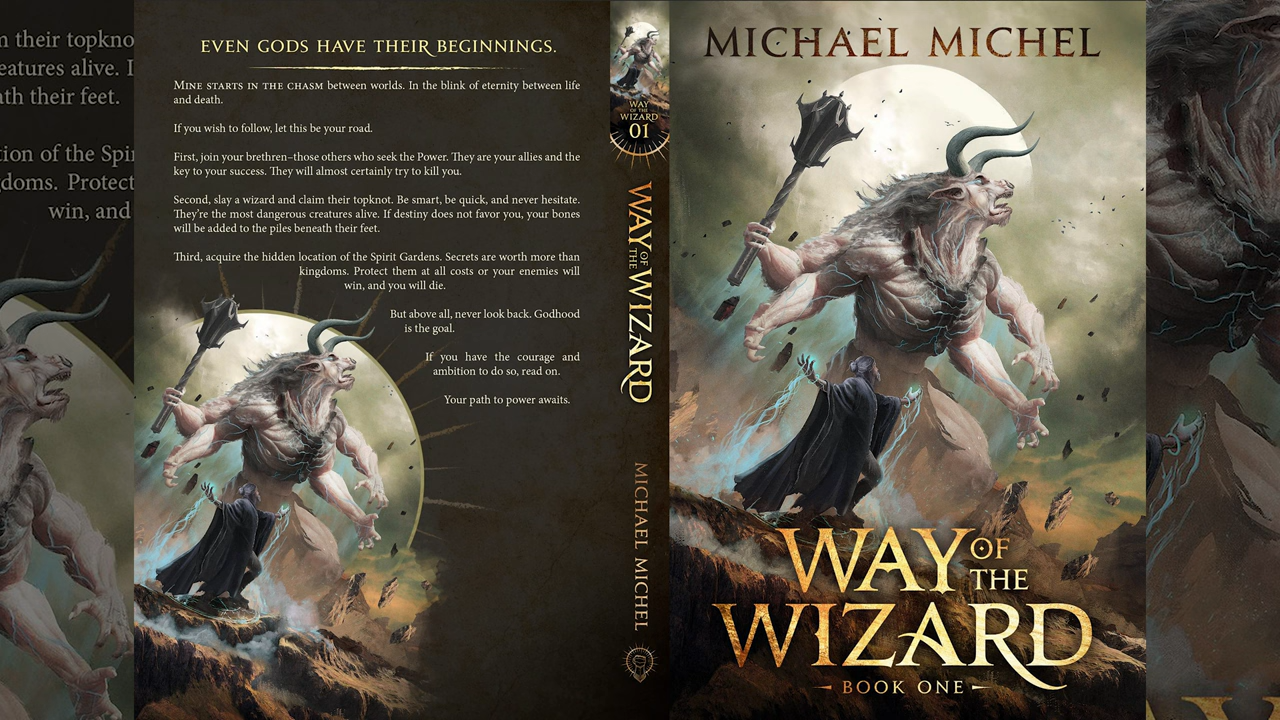 n their topkno
eatures alive. I
ath their feet.
tion of the Spi
gdoms. Protect
win, and
EVEN GODS HAVE THEIR BEGINNINGS.
MINE STARTS IN THE CHASM between worlds. In the blink of eternity between life
and death.
If you wish to follow, let this be your road.
First, join your brethren–those others who seek the Power. They are your allies and the
key to your success. They will almost certainly try to kill you.
Second, slay a wizard and claim their topknot. Be smart, be quick, and never hesitate.
They're the most dangerous creatures alive. If destiny does not favor you, your bones
will be added to the piles beneath their feet.
Third, acquire the hidden location of the Spirit Gardens. Secrets are worth more than
kingdoms. Protect them at all costs or your enemies will
win, and you will die.
But above all, never look back. Godhood
is the goal.
If you have the courage and
ambition to do so, read on.
Your path to power awaits.
WAY
OF THE
WIZARD
01
WAY OF THE WIZARD
MICHAEL MICHEL
MICHAEL MICHEL
WAY OF
THE
WIZARD
BOOK ONE